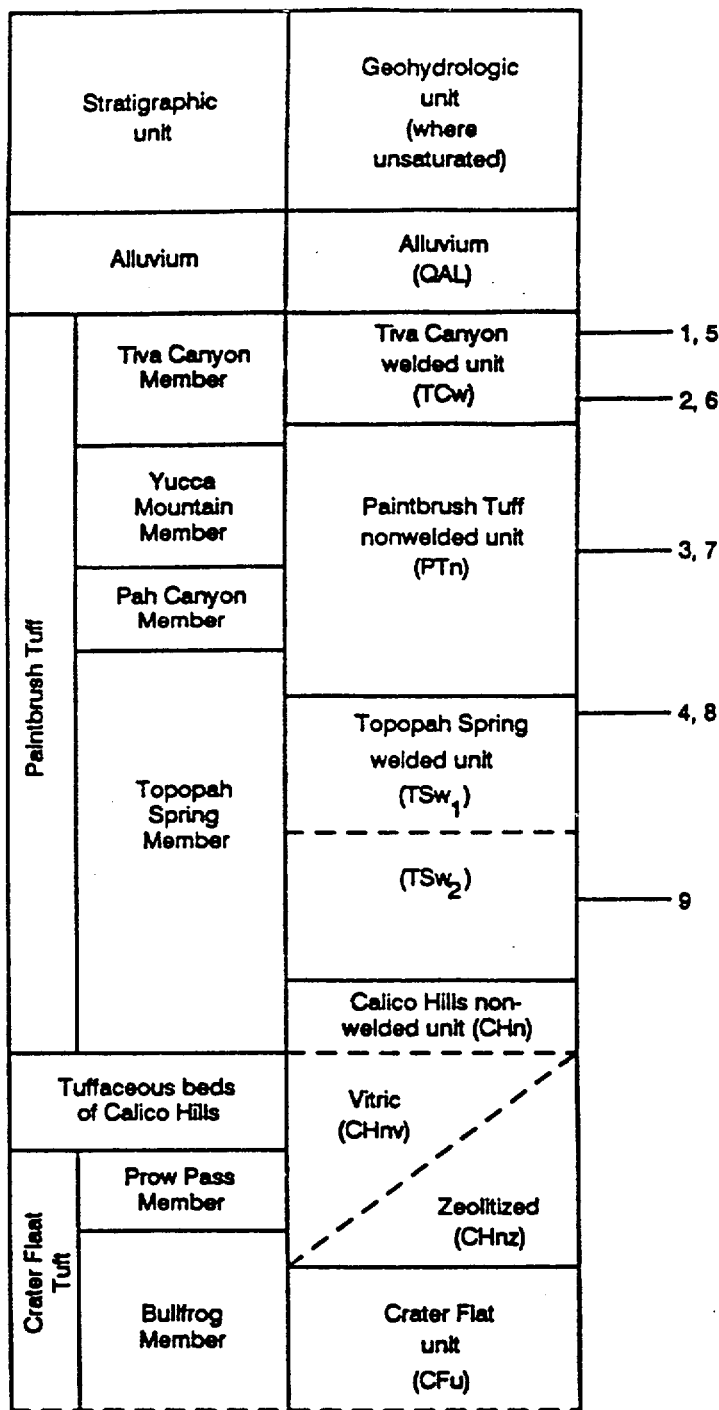 Stratigraphic
unit
Geohydrologic
unit
(where
unsaturated)
Alluvium
Alluvium
(QAL)
Paintbrush Tuff
Tiva Canyon
Member
Tiva Canyon
welded unit
(TCw)
1, 5
2, 6
Yucca
Mountain
Member
Paintbrush Tuff
nonwelded unit
(PTn)
3, 7
Pah Canyon
Member
Topopah
Spring
Member
Topopah Spring
welded unit
(TSw1)
4, 8
(TSw2)
9
Calico Hills non-
welded unit (CHn)
Tuffaceous beds
of Calico Hills
Vitric
(CHnv)
Zeolitized
(CHnz)
Crater Flaat
Tuft
Prow Pass
Member
Bullfrog
Member
Crater Flat
unit
(CFu)